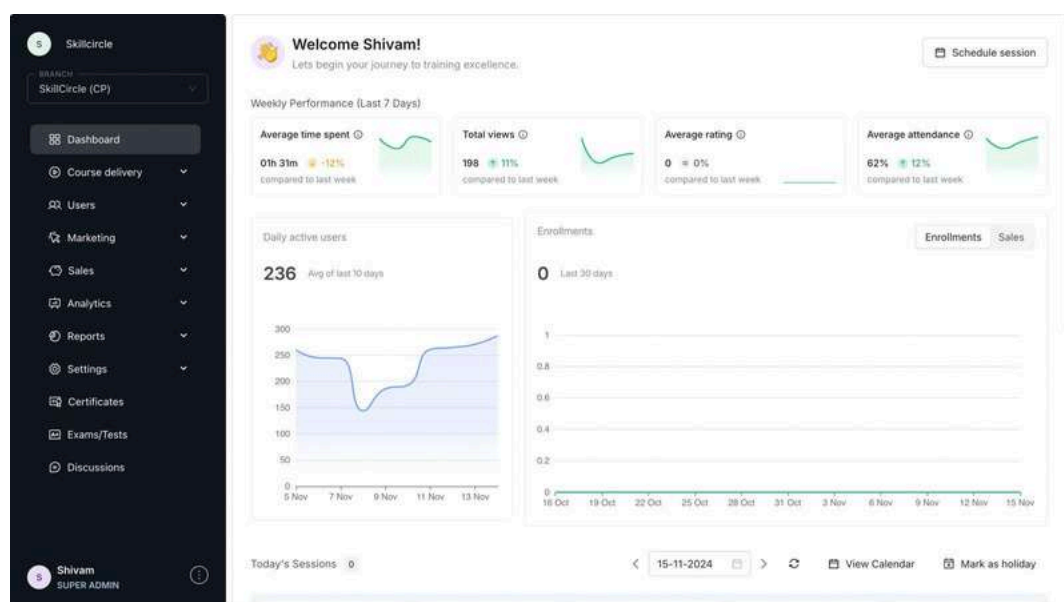 S Skillcircle
BRANCH
SkillCircle (CP)
Dashboard
Course delivery
Users
Marketing
Sales
Analytics
Reports
Settings
Certificates
Exams/Tests
Discussions
S Shivam
SUPER ADMIN
Welcome Shivam!
Lets begin your journey to training excellence.
Schedule session
Weekly Performance (Last 7 Days)
Average time spent
01h 31m -12%
compared to last week
Total views
198 11%
compared to last week
Average rating
0 0%
compared to last week
Average attendance
62% 12%
compared to last week
Daily active users
236 Avg of last 10 days
300
250
200
150
100
50
0
5 Nov 7 Nov 9 Nov 11 Nov 13 Nov
Enrollments
Enrollments Sales
0 Last 30 days
1
0.8
0.6
0.4
0.2
0
16 Oct 19 Oct 22 Oct 25 Oct 28 Oct 31 Oct 3 Nov 6 Nov 9 Nov 12 Nov 15 Nov
Today's Sessions 0
15-11-2024
View Calendar
Mark as holiday